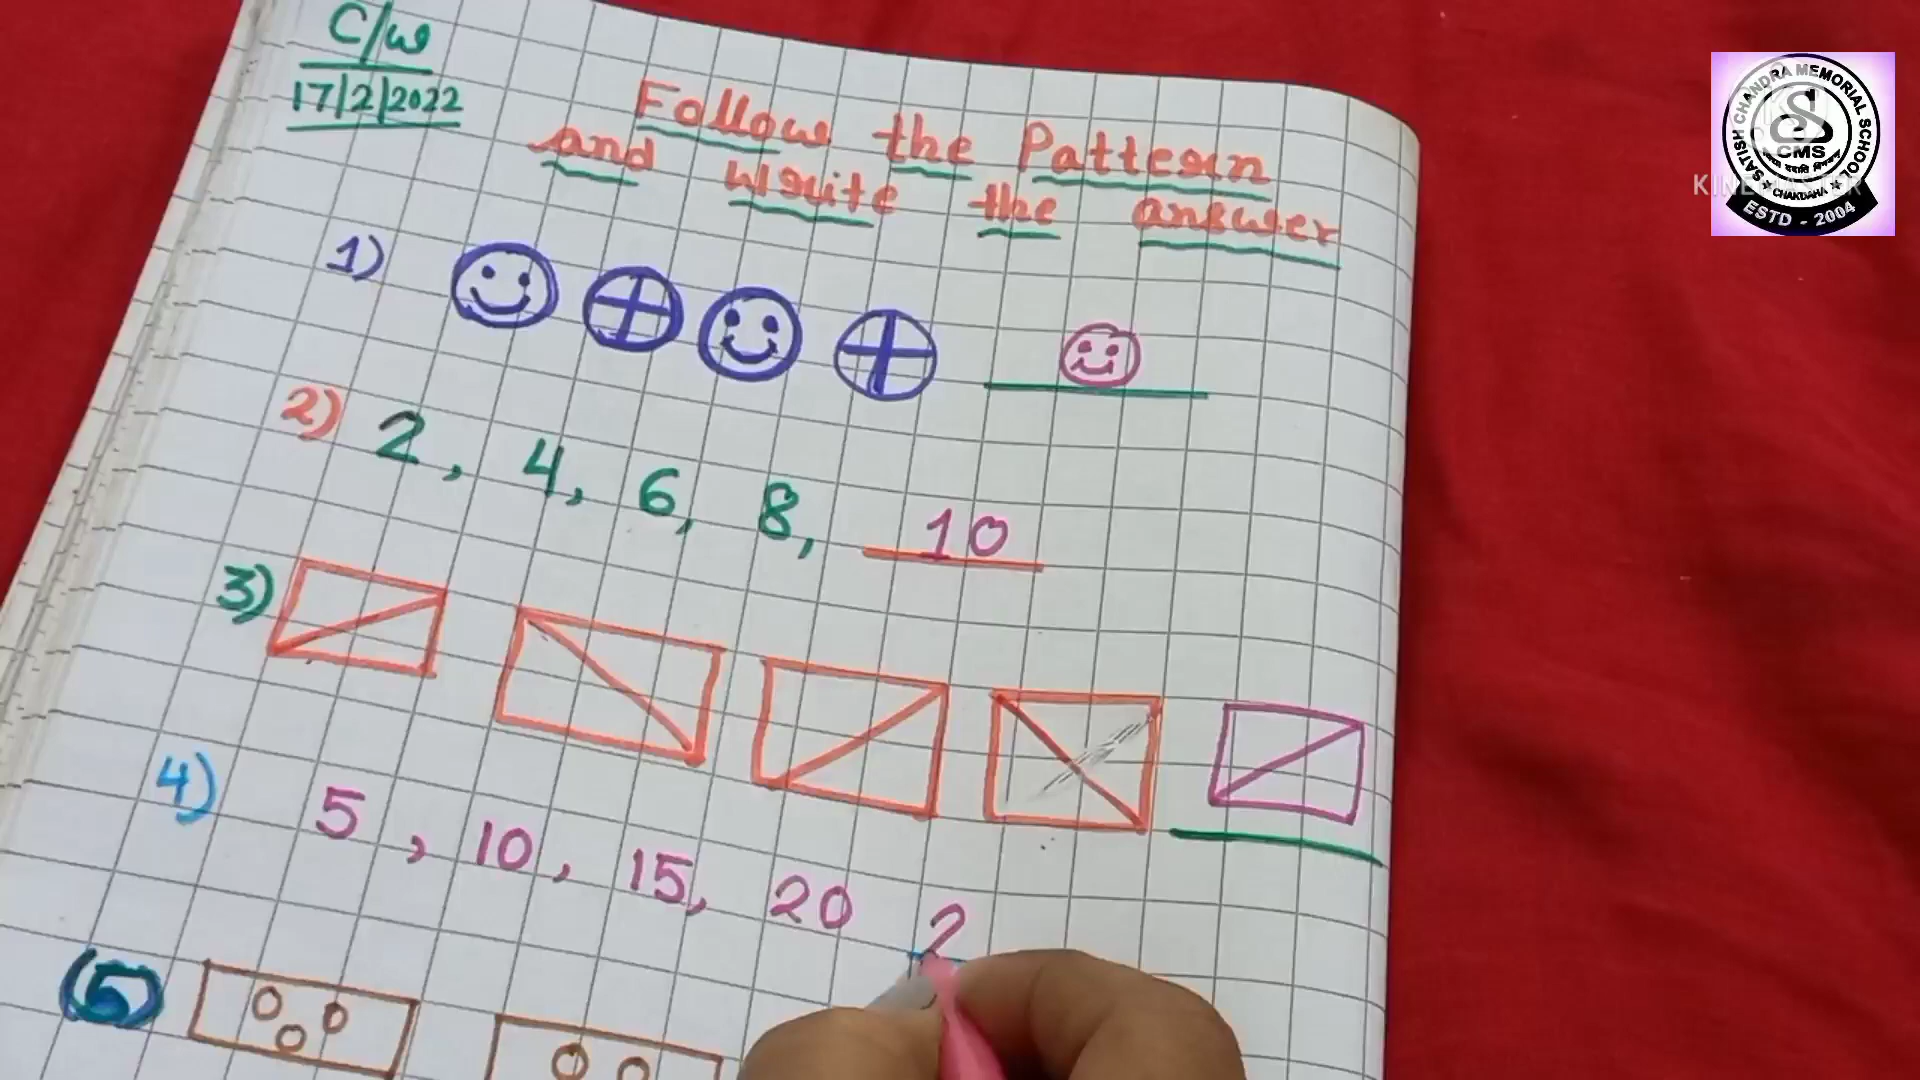 C/W
17/2/2022
Follow the Pattern
and write the answer
1)
2) 2, 4, 6, 8, 10
3)
4) 5, 10, 15, 20 2
(5)
SATISH CHANDRA MEMORIAL SCHOOL
CMS
CHAKDAHA
ESTD - 2004